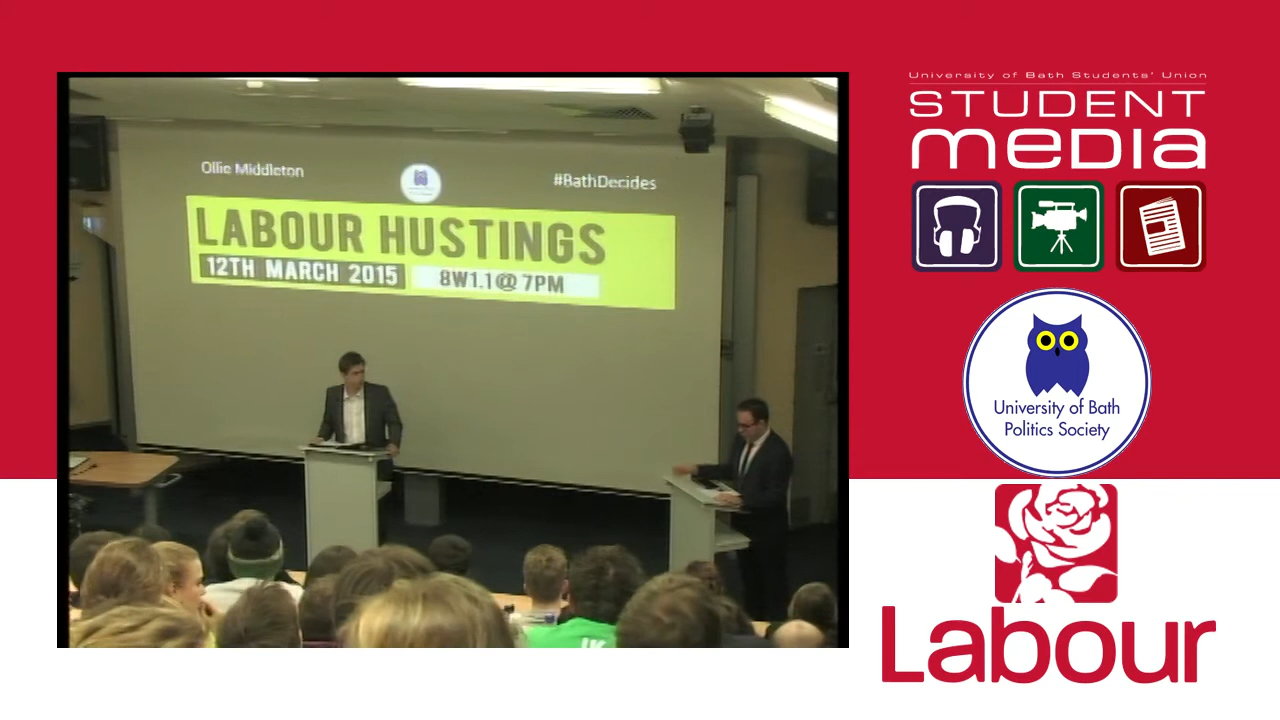 Ollie Middleton
#BathDecides
LABOUR HUSTINGS
12TH MARCH 2015
8W1.1@ 7PM
University of Bath Students' Union
STUDENT
media
University of Bath
Politics Society
Labour